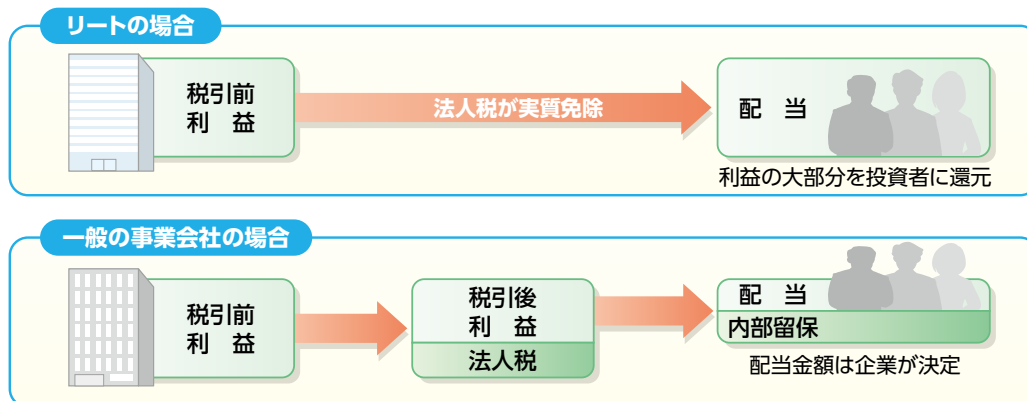 リートの場合
税引前
利 益
法人税が実質免除
配 当
利益の大部分を投資者に還元
一般の事業会社の場合
税引前
利 益
税引後
利 益
法人税
配 当
内部留保
配当金額は企業が決定